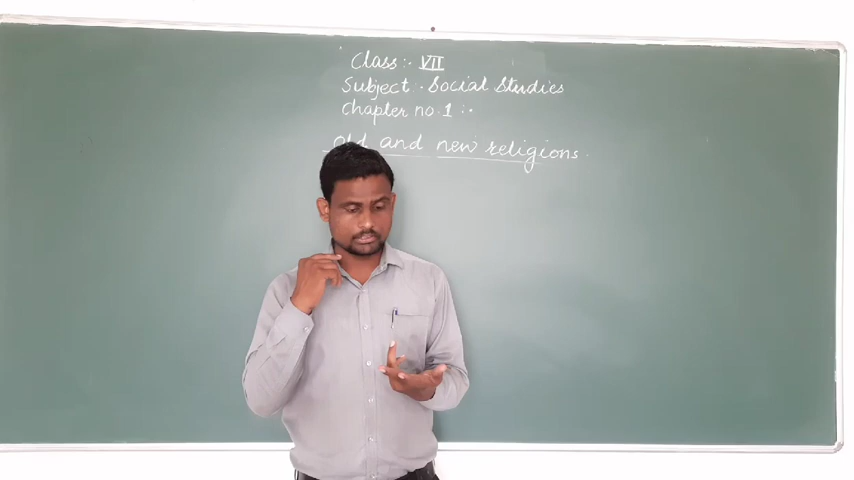 Class :- VII
Subject :- Social Studies
Chapter no. 1 :-
old and new religions.